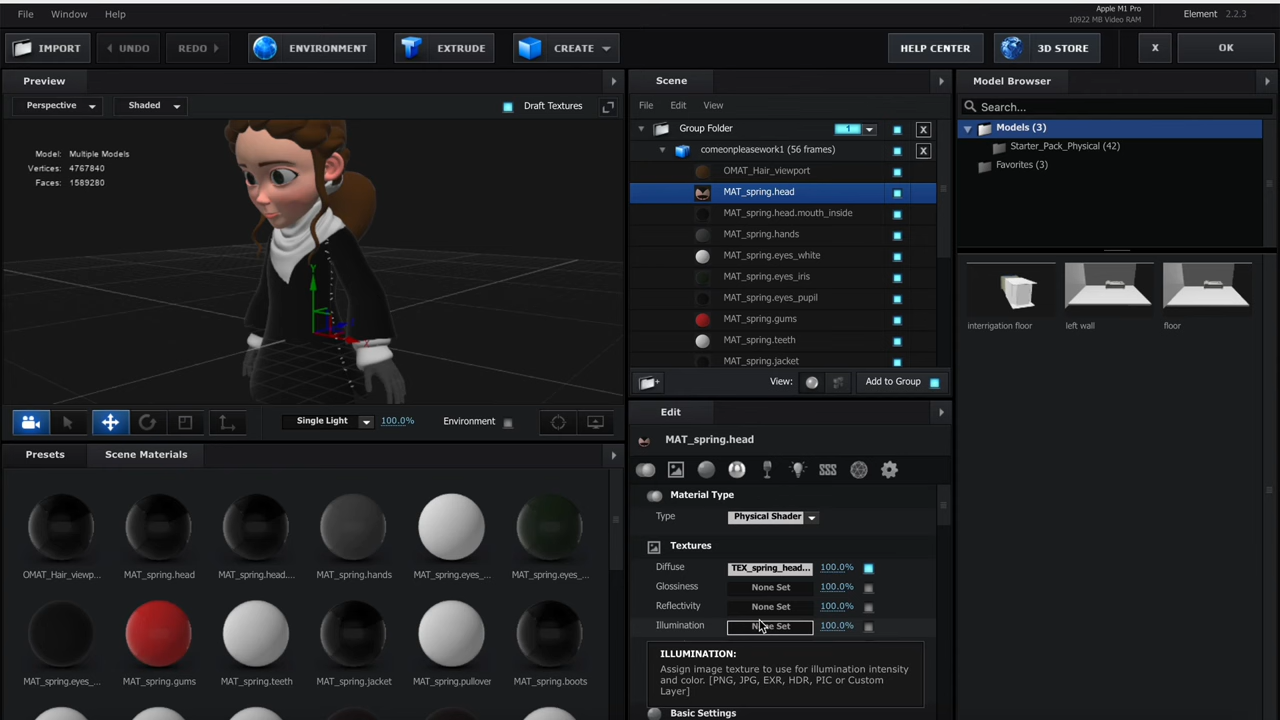 File Window Help
Apple M1 Pro
10922 MB Video RAM
Element 2.2.3
IMPORT UNDO REDO ENVIRONMENT EXTRUDE CREATE HELP CENTER 3D STORE X OK
Preview
Perspective Shaded Draft Textures
Model: Multiple Models
Vertices: 4767840
Faces: 1589280
Y
Single Light 100.0% Environment
Presets Scene Materials
OMAT_Hair_viewp... MAT_spring.head MAT_spring.head.... MAT_spring.hands MAT_spring.eyes_... MAT_spring.eyes_...
MAT_spring.eyes_... MAT_spring.gums MAT_spring.teeth MAT_spring.jacket MAT_spring.pullover MAT_spring.boots
Scene
File Edit View
Group Folder 1 X
comeonpleasework1 (56 frames) X
OMAT_Hair_viewport
MAT_spring.head
MAT_spring.head.mouth_inside
MAT_spring.hands
MAT_spring.eyes_white
MAT_spring.eyes_iris
MAT_spring.eyes_pupil
MAT_spring.gums
MAT_spring.teeth
MAT_spring.jacket
View: Add to Group
Edit
MAT_spring.head
Material Type
Type Physical Shader
Textures
Diffuse TEX_spring_head... 100.0%
Glossiness None Set 100.0%
Reflectivity None Set 100.0%
Illumination None Set 100.0%
ILLUMINATION:
Assign image texture to use for illumination intensity
and color. [PNG, JPG, EXR, HDR, PIC or Custom
Layer]
Basic Settings
Model Browser
Search...
Models (3)
Starter_Pack_Physical (42)
Favorites (3)
interrigation floor left wall floor